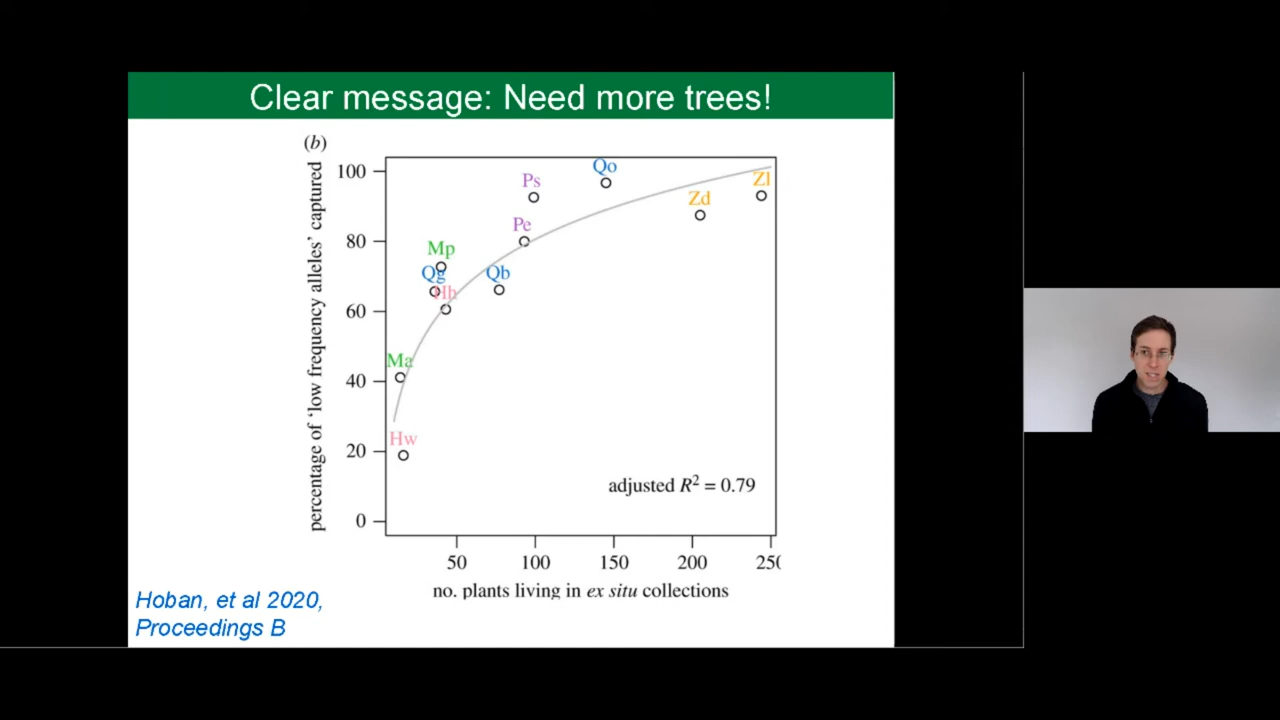 Clear message: Need more trees!
(b)
percentage of ‘low frequency alleles’ captured
100
80
60
40
20
0
Qo
Ps
Zl
Zd
Pe
Mp
Qg
Qb
Hh
Ma
Hw
adjusted R² = 0.79
50
100
150
200
250
no. plants living in ex situ collections
Hoban, et al 2020,
Proceedings B